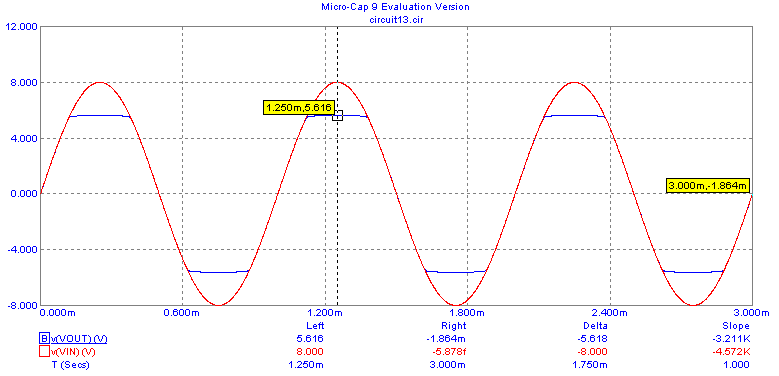 Micro-Cap 9 Evaluation Version
circuit13.cir
12.000
8.000
1.250m,5.616
4.000
3.000m,-1.864m
0.000
-4.000
-8.000
0.000m 0.600m 1.200m 1.800m 2.400m 3.000m
Left Right Delta Slope
B v(VOUT) (V) 5.616 -1.864m -5.618 -3.211K
v(VIN) (V) 8.000 -5.878f -8.000 -4.572K
T (Secs) 1.250m 3.000m 1.750m 1.000